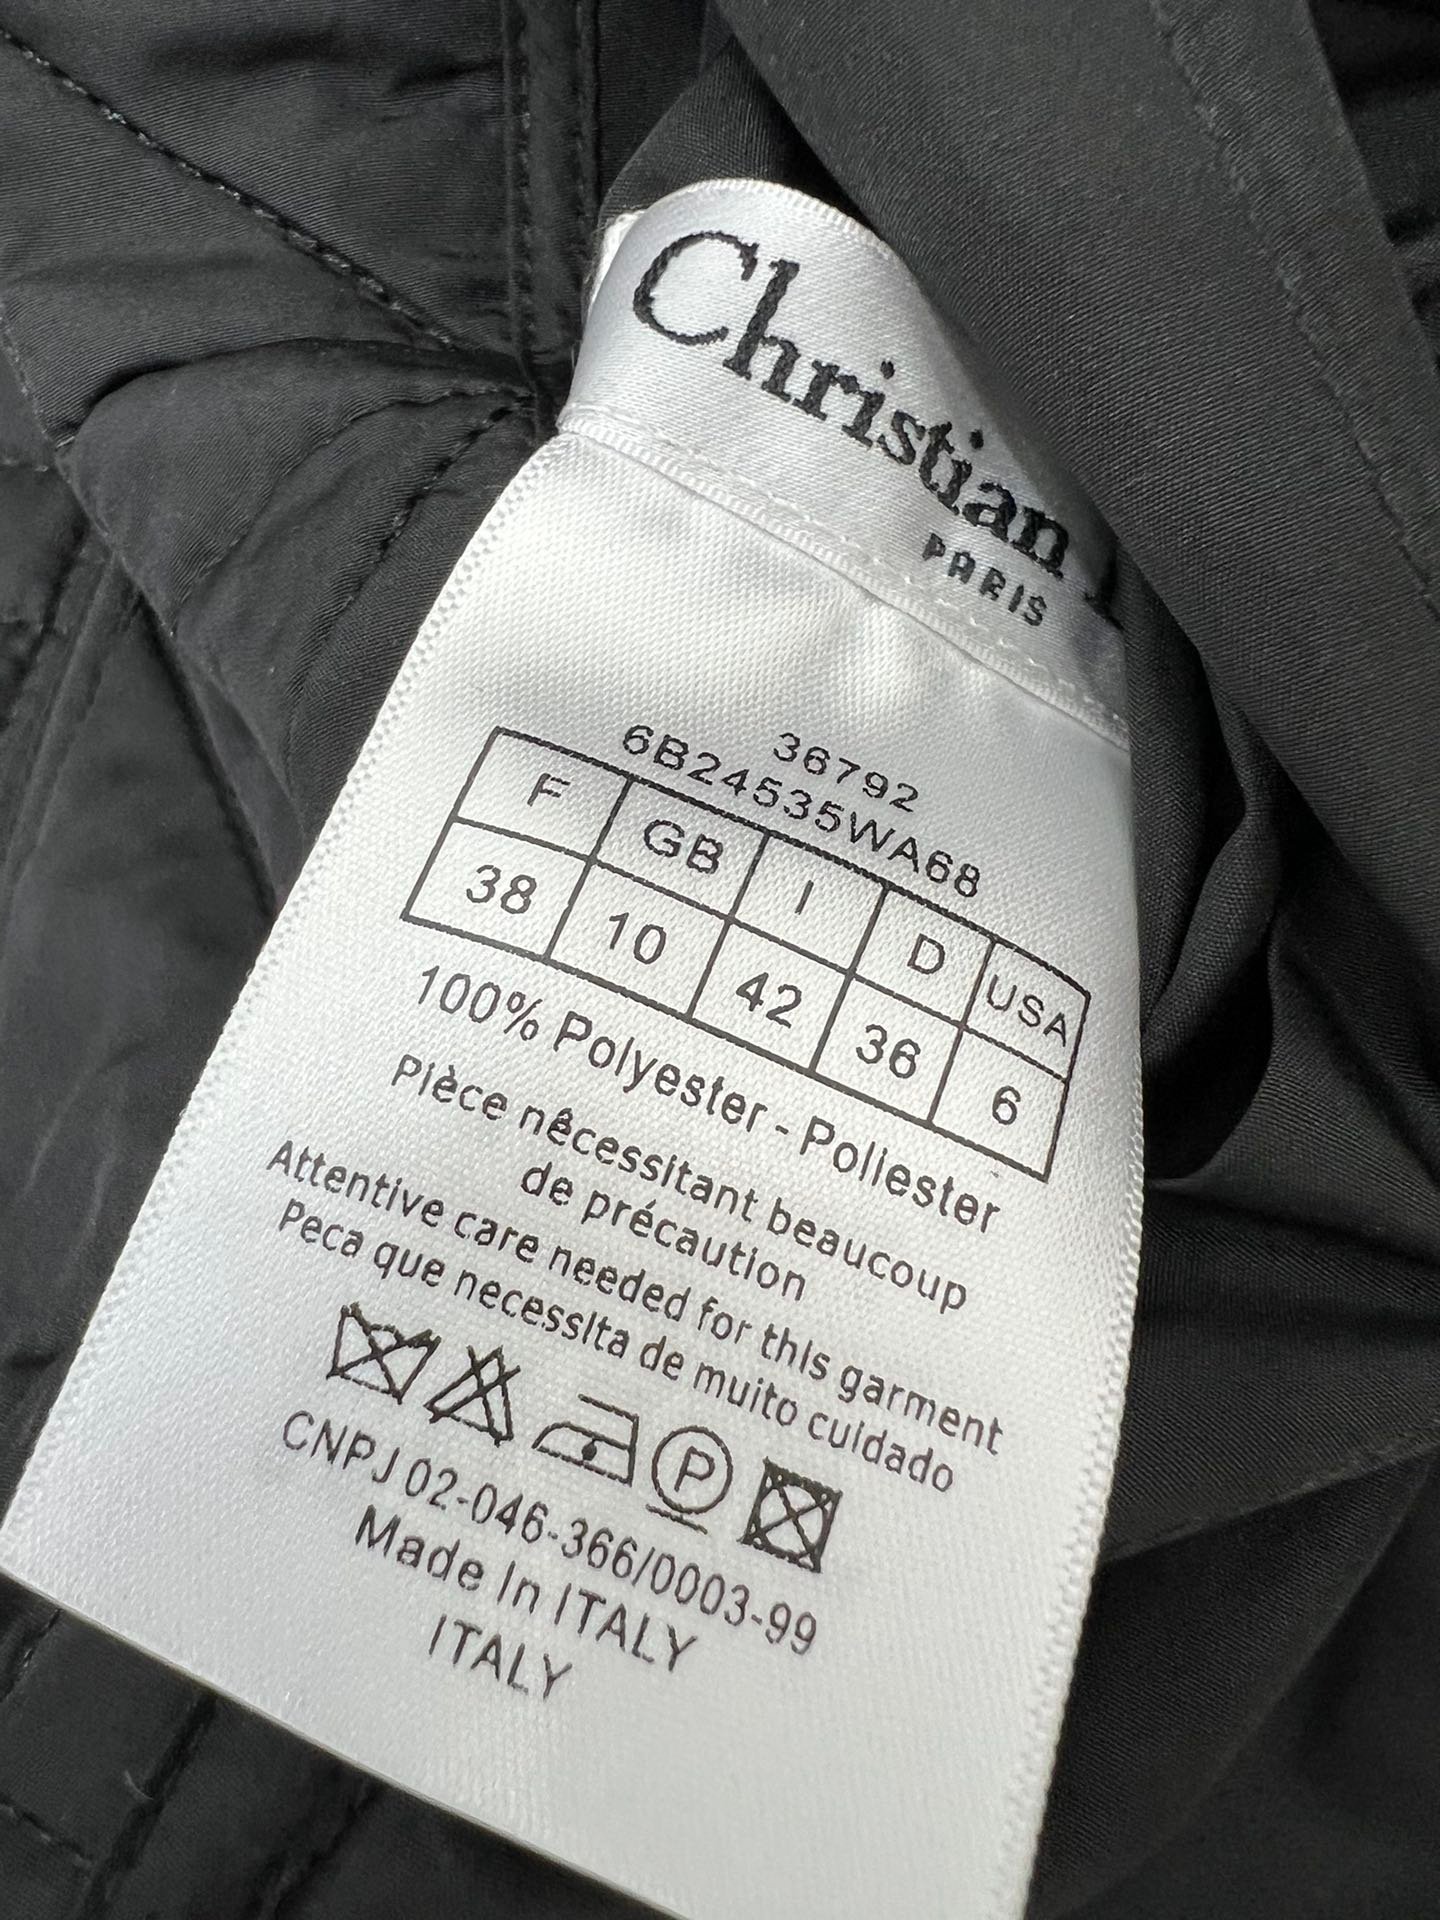 Christian
PARIS
36792
6B24535WA68
F GB I D USA
38 10 42 36 6
100% Polyester - Poliester
Pièce nêcessitant beaucoup
de précaution
Attentive care needed for this garment
Peca que necessita de muito cuidado
P
CNPJ 02-046-366/0003-99
Made In ITALY
ITALY